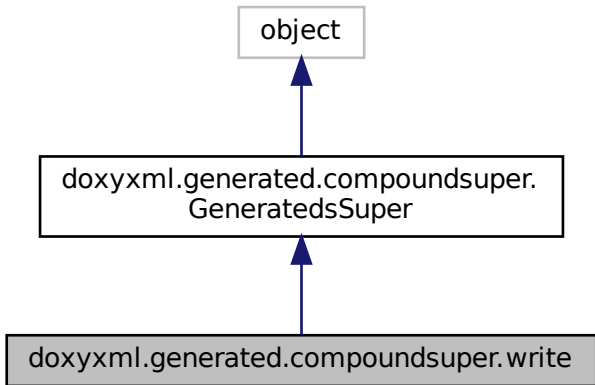 object
doxyxml.generated.compoundsuper.
GeneratedsSuper
doxyxml.generated.compoundsuper.write